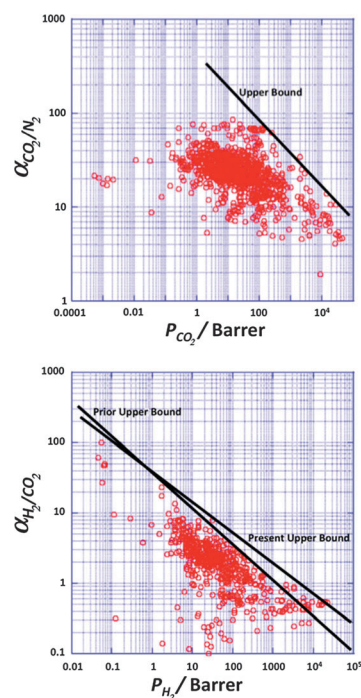 1000
Upper Bound
100
α CO2/N2
10
1
0.0001 0.01 1 100 10⁴
P CO2 / Barrer
1000
Prior Upper Bound
100
α H2/CO2
10
Present Upper Bound
1
0.1
0.01 0.1 1 10 100 1000 10⁴ 10⁵
P H2 / Barrer